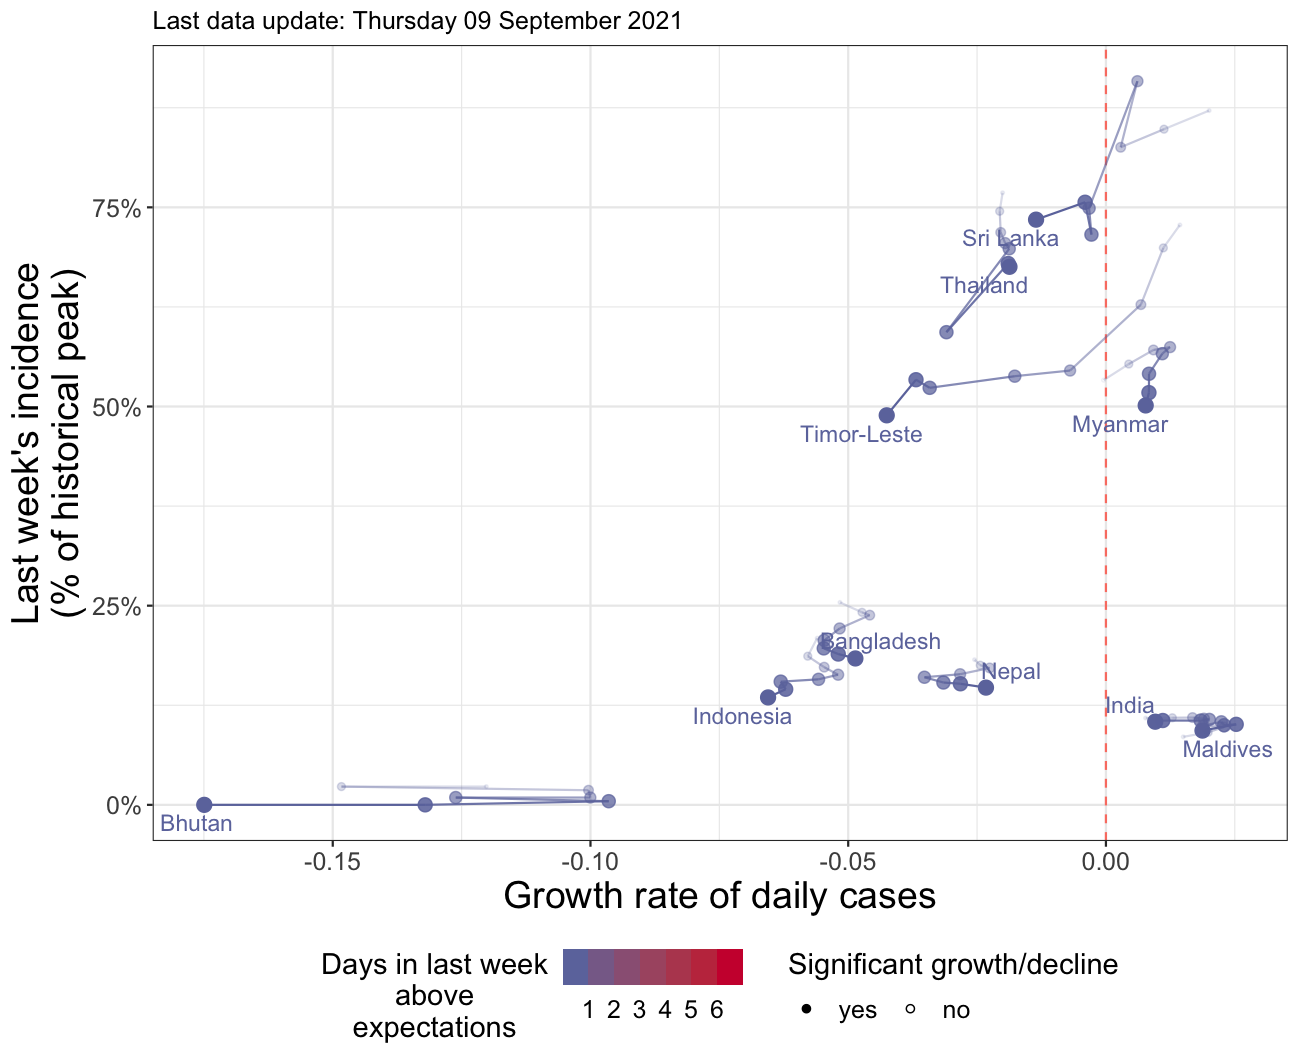 Last data update: Thursday 09 September 2021
Last week's incidence
(% of historical peak)
75%
50%
25%
0%
Sri Lanka
Thailand
Timor-Leste
Myanmar
Bangladesh
Nepal
Indonesia
India
Maldives
Bhutan
-0.15
-0.10
-0.05
0.00
Growth rate of daily cases
Days in last week
above
expectations
1 2 3 4 5 6
Significant growth/decline
yes
no